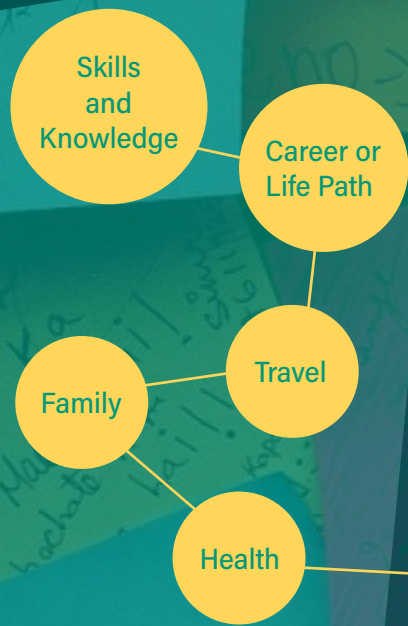 Skills
and
Knowledge
Career or
Life Path
Travel
Family
Health